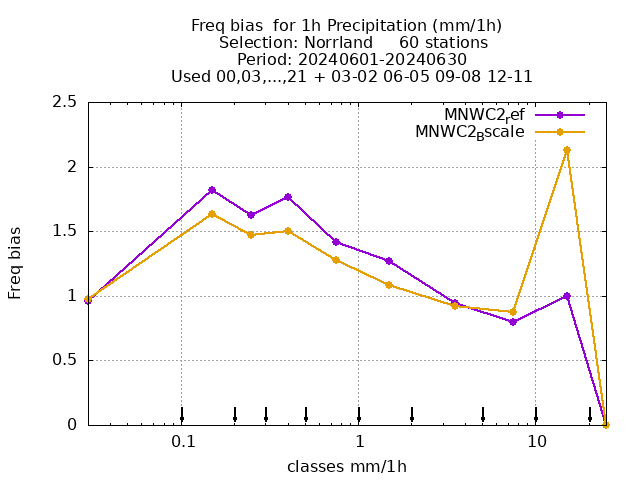 Freq bias  for 1h Precipitation (mm/1h)
Selection: Norrland     60 stations
Period: 20240601-20240630
Used 00,03,...,21 + 03-02 06-05 09-08 12-11
MNWC2ref
MNWC2Bscale
2.5
2
1.5
1
0.5
0
Freq bias
0.1
1
10
classes mm/1h